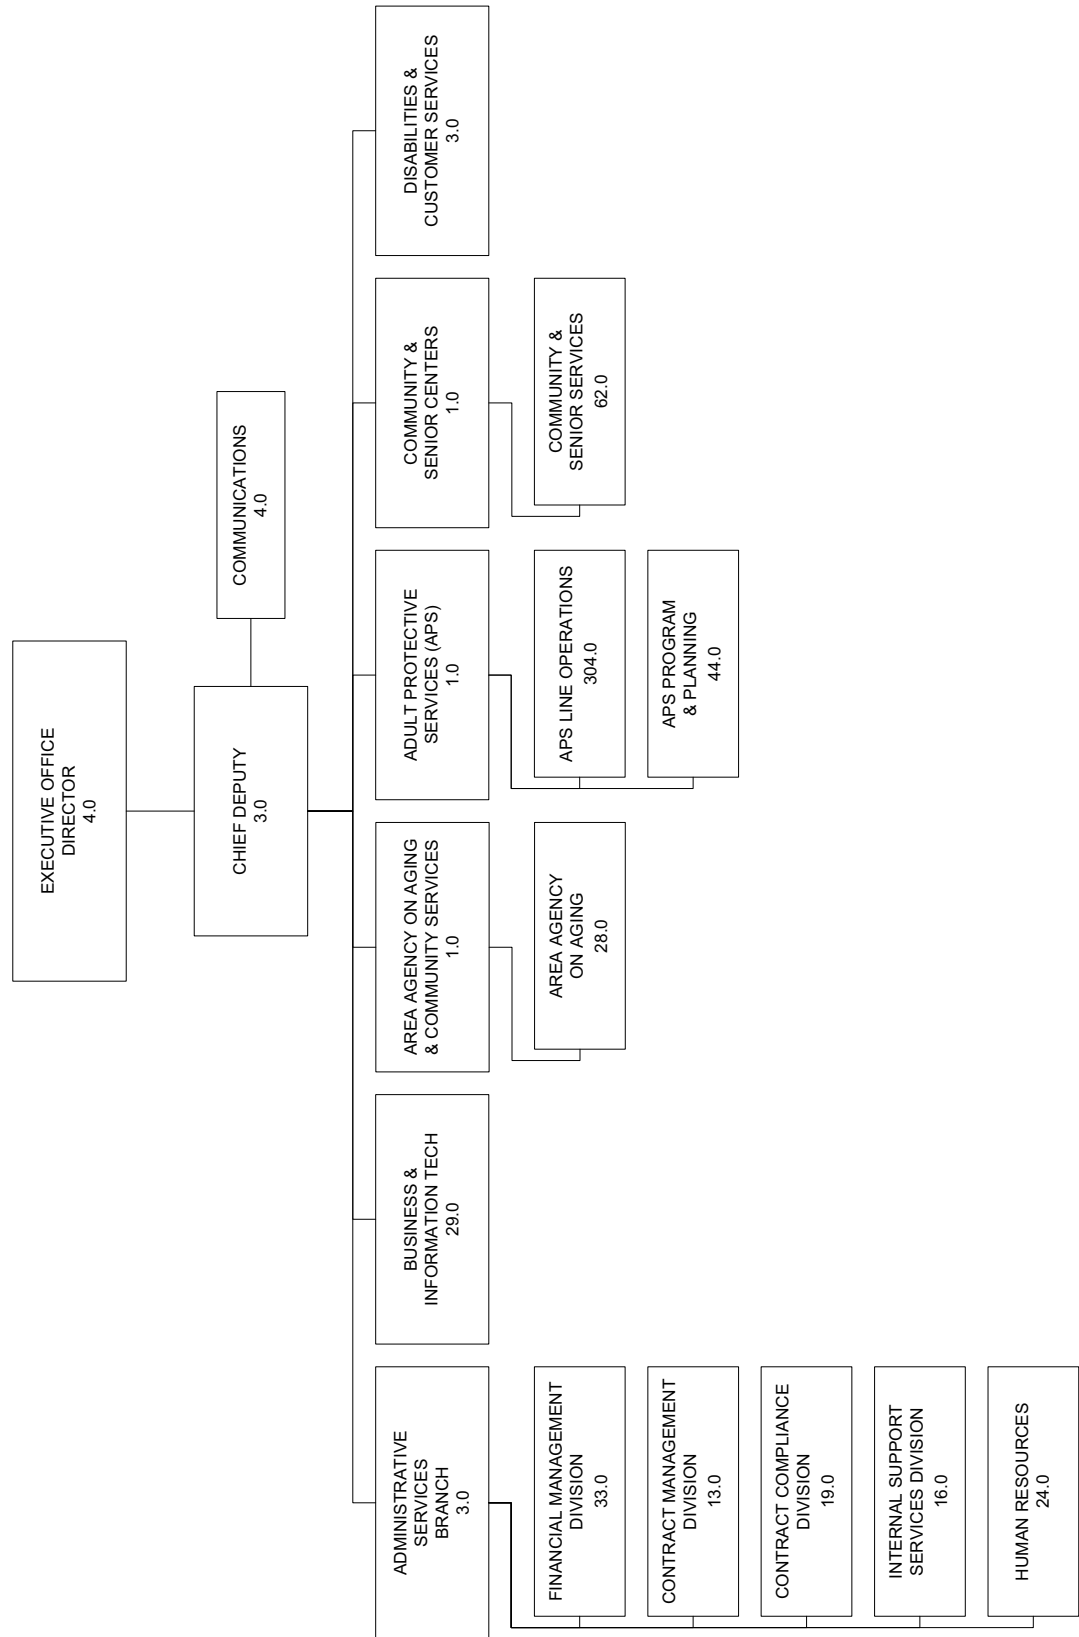 EXECUTIVE OFFICE
DIRECTOR
4.0
CHIEF DEPUTY
3.0
COMMUNICATIONS
4.0
ADMINISTRATIVE
SERVICES
BRANCH
3.0
FINANCIAL MANAGEMENT
DIVISION
33.0
CONTRACT MANAGEMENT
DIVISION
13.0
CONTRACT COMPLIANCE
DIVISION
19.0
INTERNAL SUPPORT
SERVICES DIVISION
16.0
HUMAN RESOURCES
24.0
BUSINESS &
INFORMATION TECH
29.0
AREA AGENCY ON AGING
& COMMUNITY SERVICES
1.0
AREA AGENCY
ON AGING
28.0
ADULT PROTECTIVE
SERVICES (APS)
1.0
APS LINE OPERATIONS
304.0
APS PROGRAM
& PLANNING
44.0
COMMUNITY &
SENIOR CENTERS
1.0
COMMUNITY &
SENIOR SERVICES
62.0
DISABILITIES &
CUSTOMER SERVICES
3.0